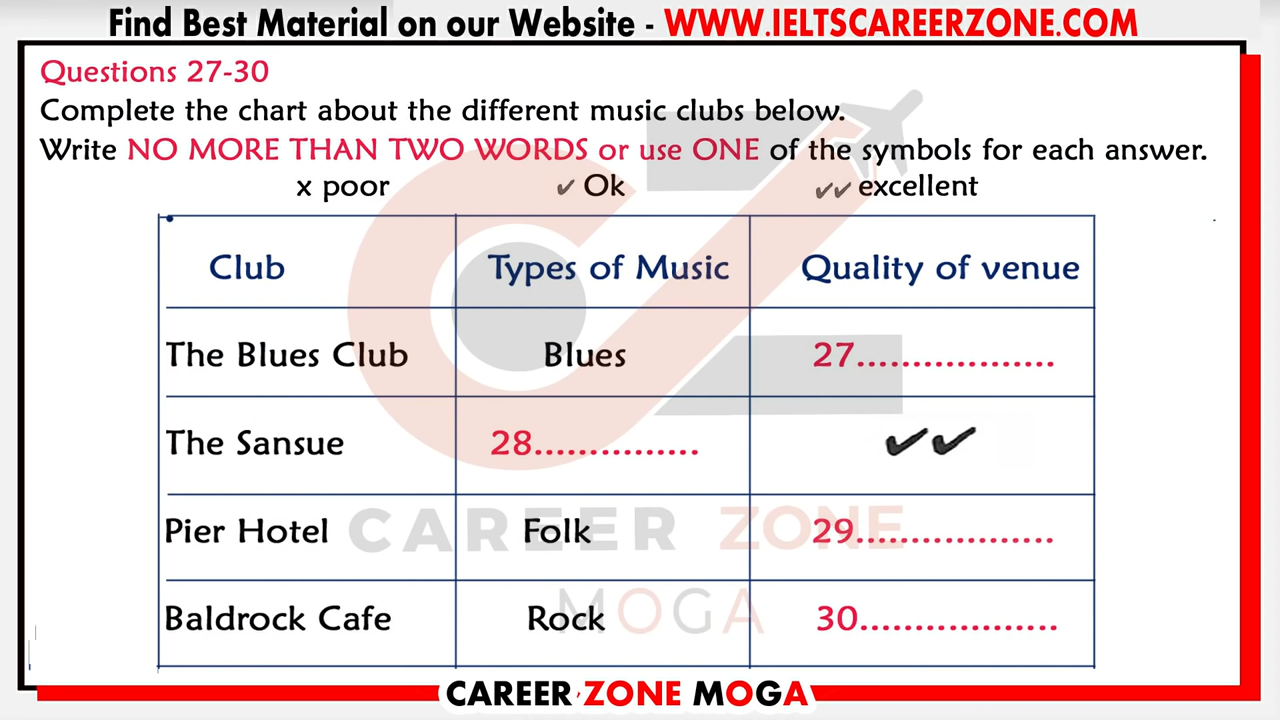 Find Best Material on our Website - WWW.IELTSCAREERZONE.COM
Questions 27-30
Complete the chart about the different music clubs below.
Write NO MORE THAN TWO WORDS or use ONE of the symbols for each answer.
x poor ✓ Ok ✓✓ excellent
Club Types of Music Quality of venue
The Blues Club Blues 27..................
The Sansue 28............... ✓✓
Pier Hotel Folk 29..................
CAREER ZONE
Baldrock Cafe Rock 30..................
MOGA
CAREER ZONE MOGA